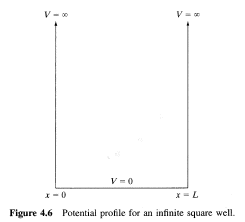 V = ∞ V = ∞
V = 0
x = 0 x = L
Figure 4.6 Potential profile for an infinite square well.